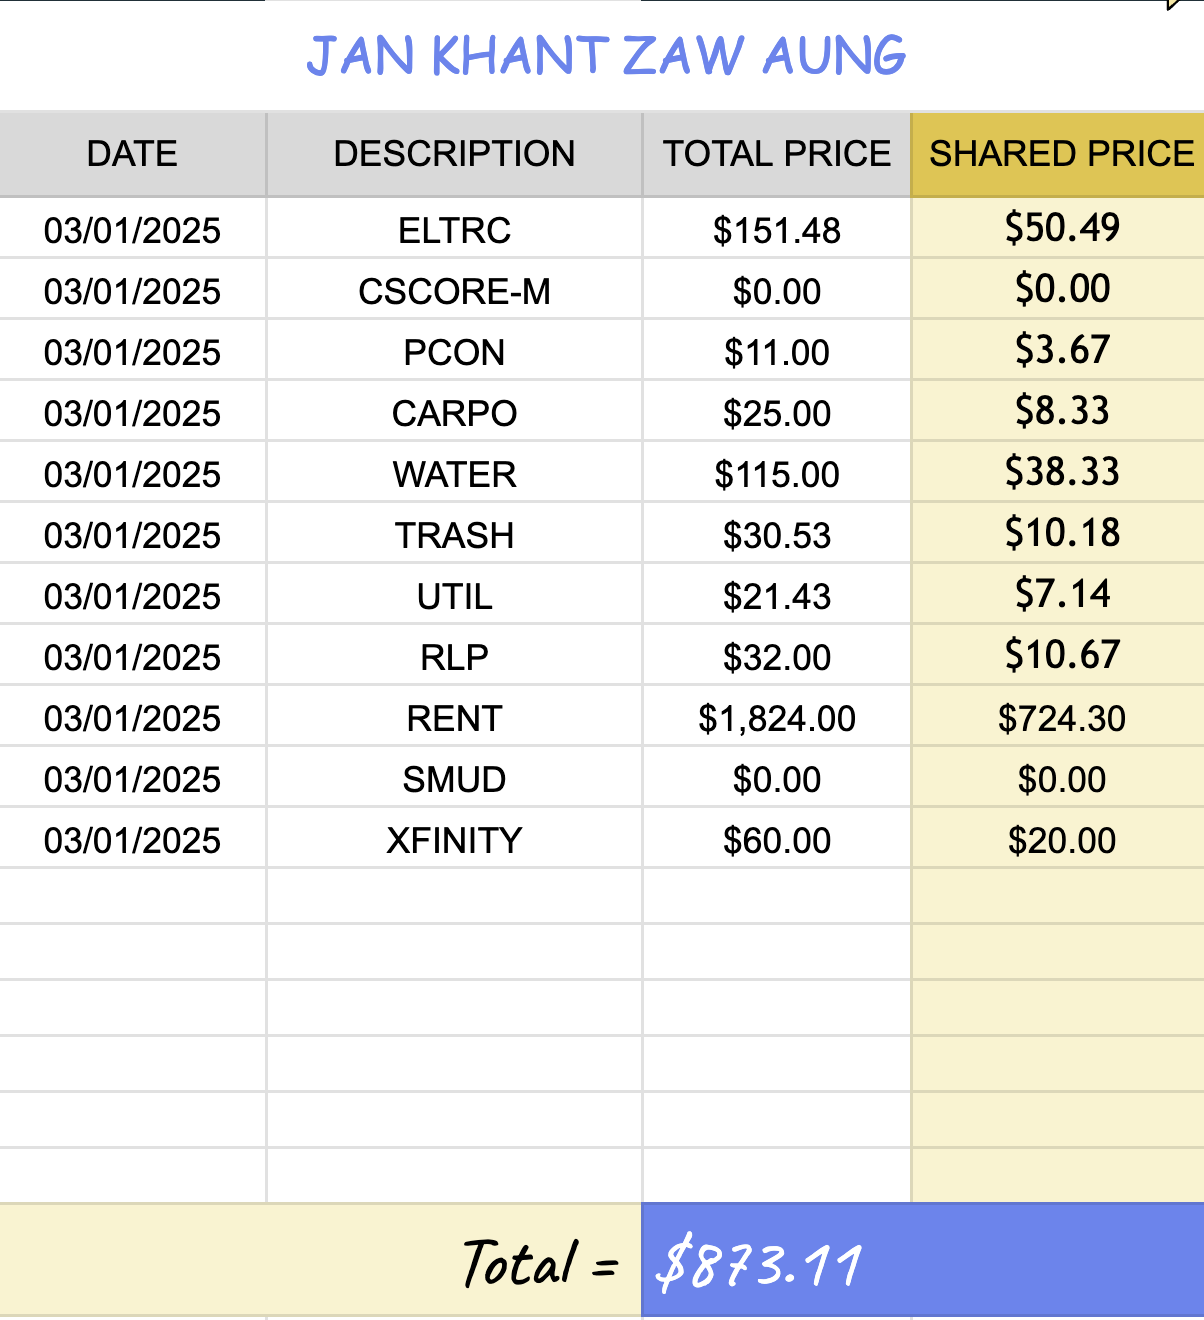 JAN KHANT ZAW AUNG
DATE DESCRIPTION TOTAL PRICE SHARED PRICE
03/01/2025 ELTRC $151.48 $50.49
03/01/2025 CSCORE-M $0.00 $0.00
03/01/2025 PCON $11.00 $3.67
03/01/2025 CARPO $25.00 $8.33
03/01/2025 WATER $115.00 $38.33
03/01/2025 TRASH $30.53 $10.18
03/01/2025 UTIL $21.43 $7.14
03/01/2025 RLP $32.00 $10.67
03/01/2025 RENT $1,824.00 $724.30
03/01/2025 SMUD $0.00 $0.00
03/01/2025 XFINITY $60.00 $20.00
Total = $873.11